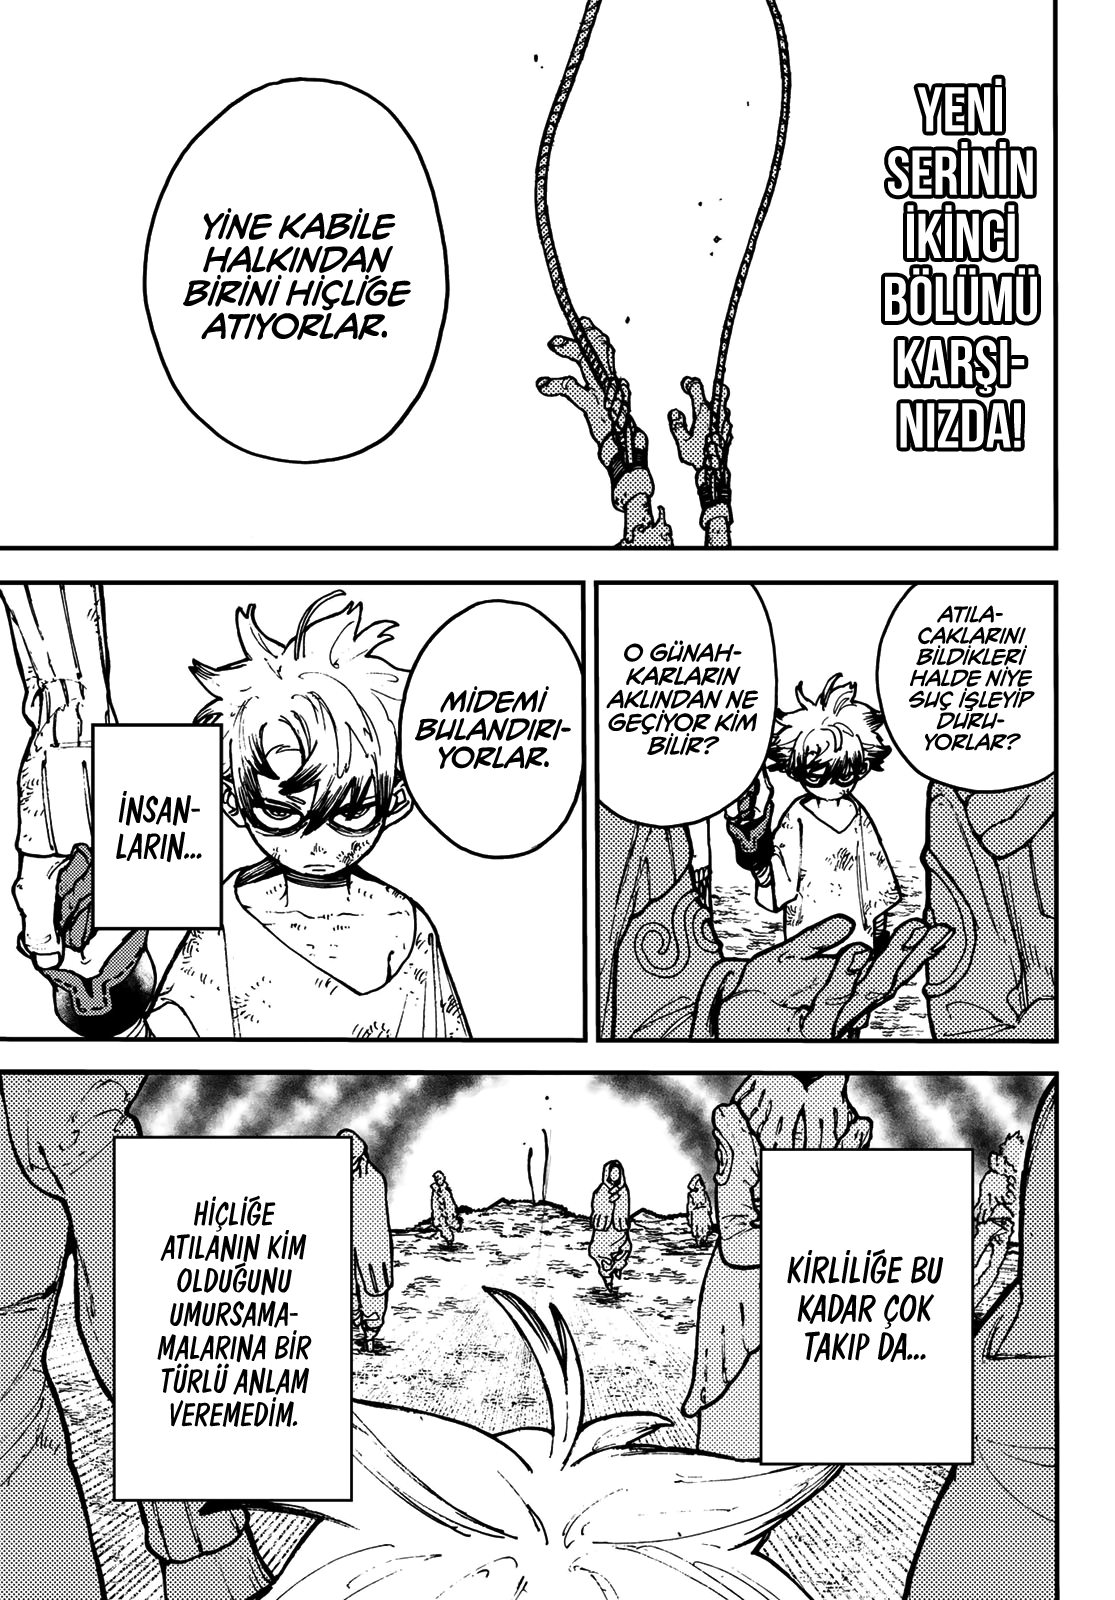 YENİ
SERİNİN
İKİNCİ
BÖLÜMÜ
KARŞI-
NIZDA!
YİNE KABİLE
HALKINDAN
BİRİNİ HİÇLİĞE
ATIYORLAR.
ATILA-
CAKLARINI
BİLDİKLERİ
HALDE NİYE
SUÇ İŞLEYİP
DURU-
YORLAR?
O GÜNAH-
KARLARIN
AKLINDAN NE
GEÇİYOR KİM
BİLİR?
MİDEMİ
BULANDIRI-
YORLAR.
İNSAN-
LARIN...
KİRLİLİĞE BU
KADAR ÇOK
TAKIP DA...
HİÇLİĞE
ATILANIN KİM
OLDUĞUNU
UMURSAMA-
MALARINA BİR
TÜRLÜ ANLAM
VEREMEDİM.